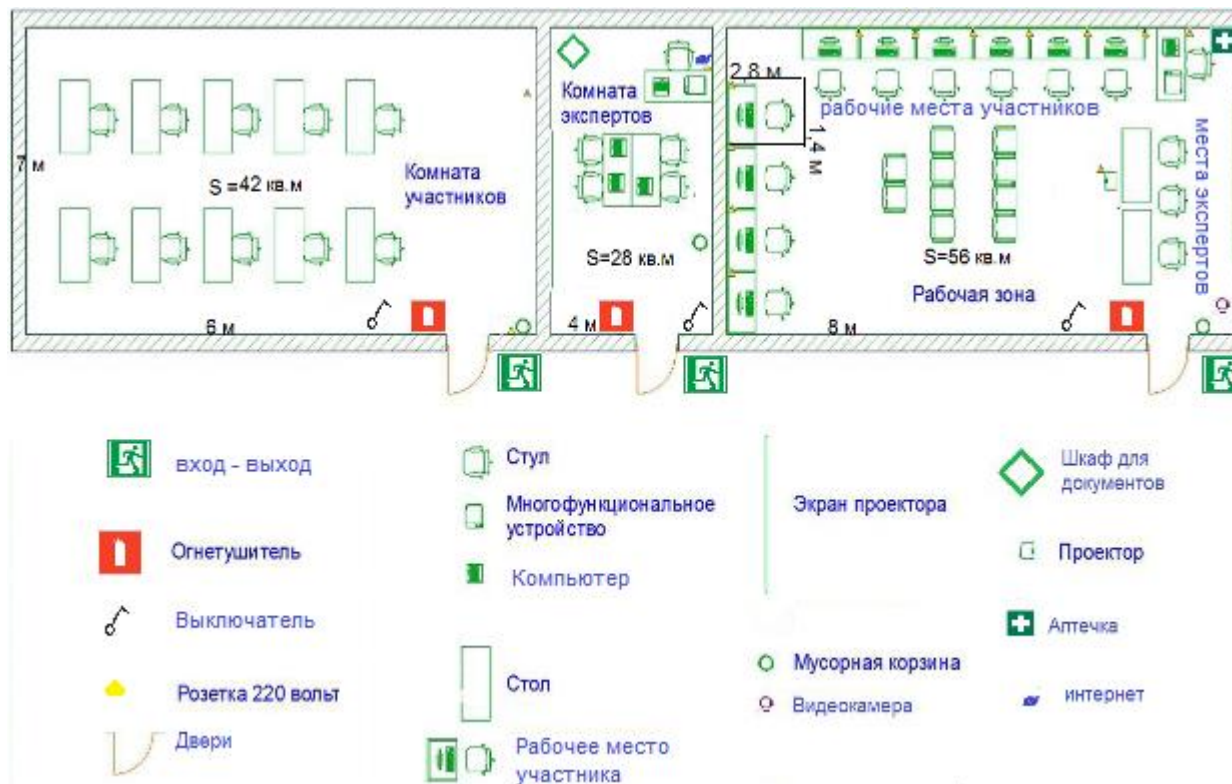 Комната
экспертов
2,8 м
рабочие места участников
1,4 м
места экспертов
7 м
S =42 кв.м
Комната
участников
S=28 кв.м
S=56 кв.м
Рабочая зона
6 м
4 м
8 м
вход - выход
Стул
Многофункциональное
устройство
Экран проектора
Шкаф для
документов
Огнетушитель
Компьютер
Проектор
Выключатель
Аптечка
Розетка 220 вольт
Стол
Мусорная корзина
Видеокамера
интернет
Двери
Рабочее место
участника